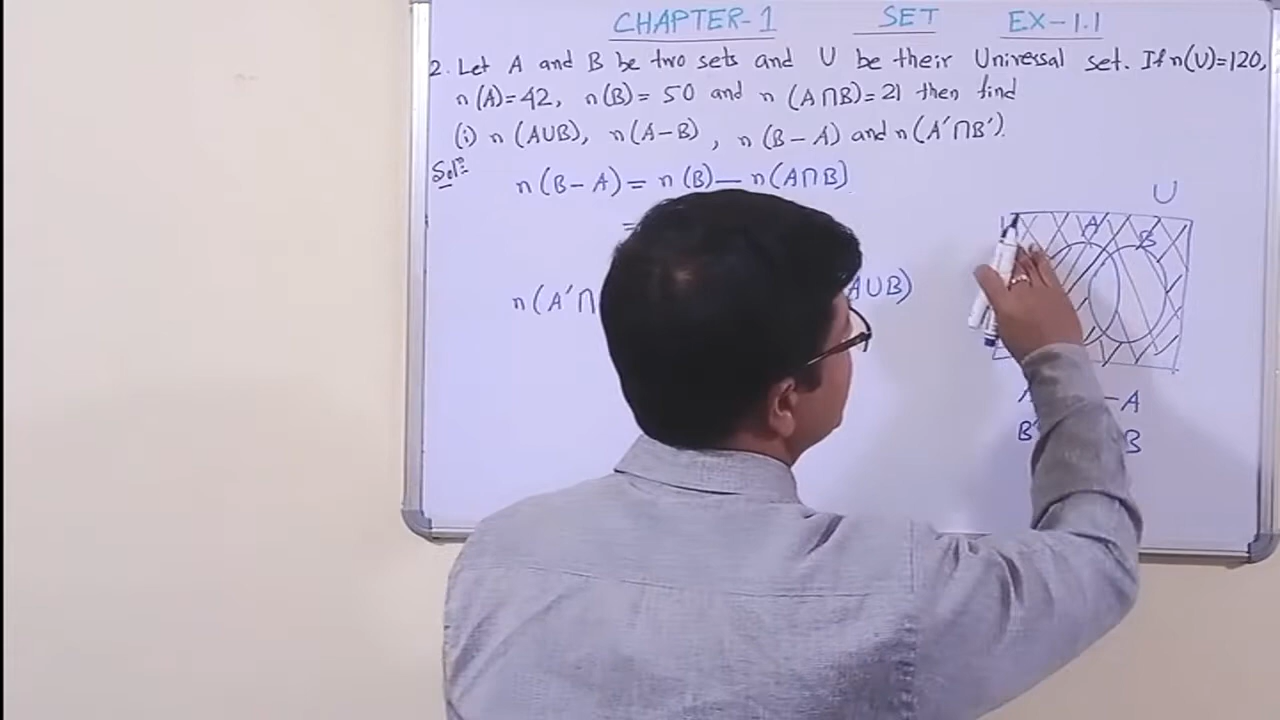 CHAPTER-1 SET EX-1.1
2. Let A and B be two sets and U be their Universal set. If n(U)=120,
n(A)=42, n(B)=50 and n(A∩B)=21 then find
(i) n(A∪B), n(A-B), n(B-A) and n(A'∩B').
Sol:
n(B-A) = n(B) - n(A∩B)
=
U
A
B
n(A'∩ A∪B)
-A
B' B